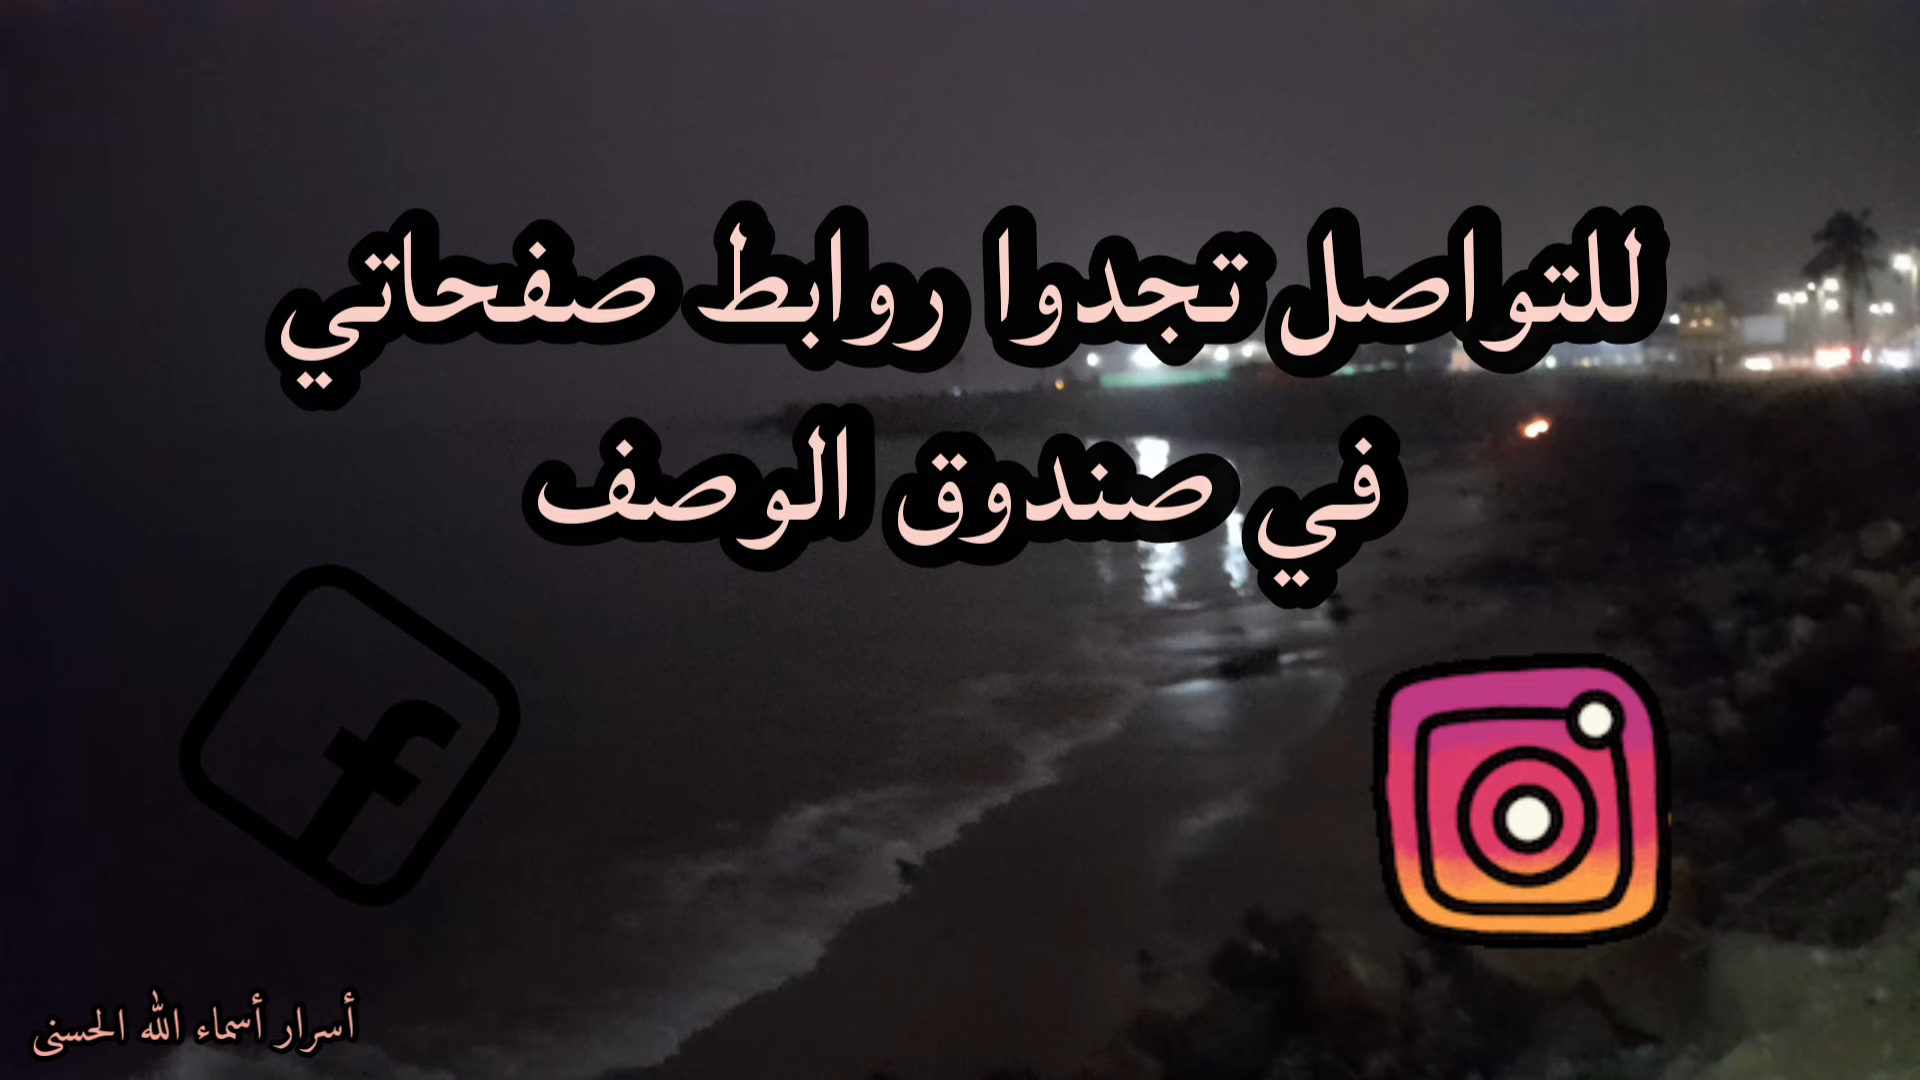 للتواصل تجدوا روابط صفحاتي
في صندوق الوصف
أسرار أسماء الله الحسنى